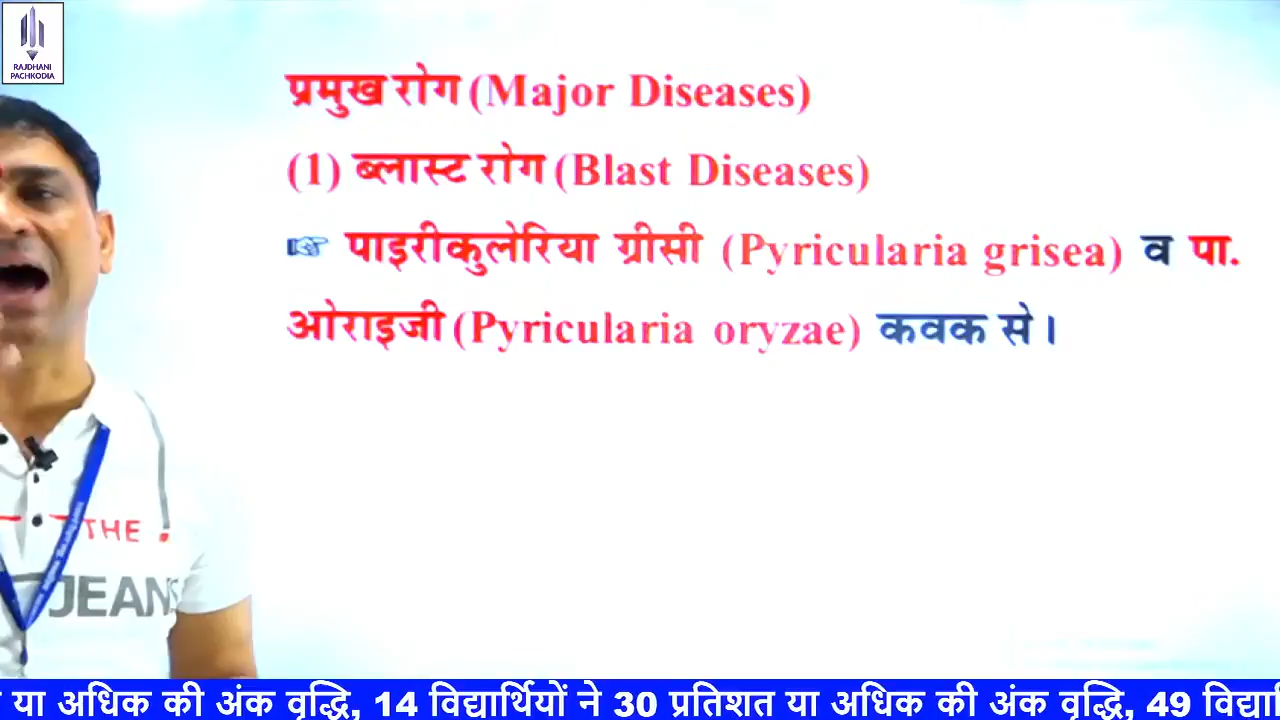 RAJDHANI
PACHKODIA
प्रमुख रोग (Major Diseases)
(1) ब्लास्ट रोग (Blast Diseases)
☞ पाइरीकुलेरिया ग्रीसी (Pyricularia grisea) व पा.
ओराइजी (Pyricularia oryzae) कवक से।
THE
JEANS
या अधिक की अंक वृद्धि, 14 विद्यार्थियों ने 30 प्रतिशत या अधिक की अंक वृद्धि, 49